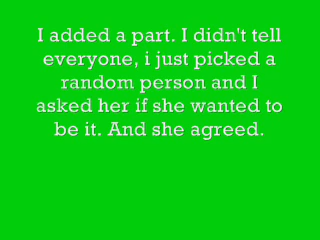 I added a part. I didn't tell
everyone, i just picked a
random person and I
asked her if she wanted to
be it. And she agreed.